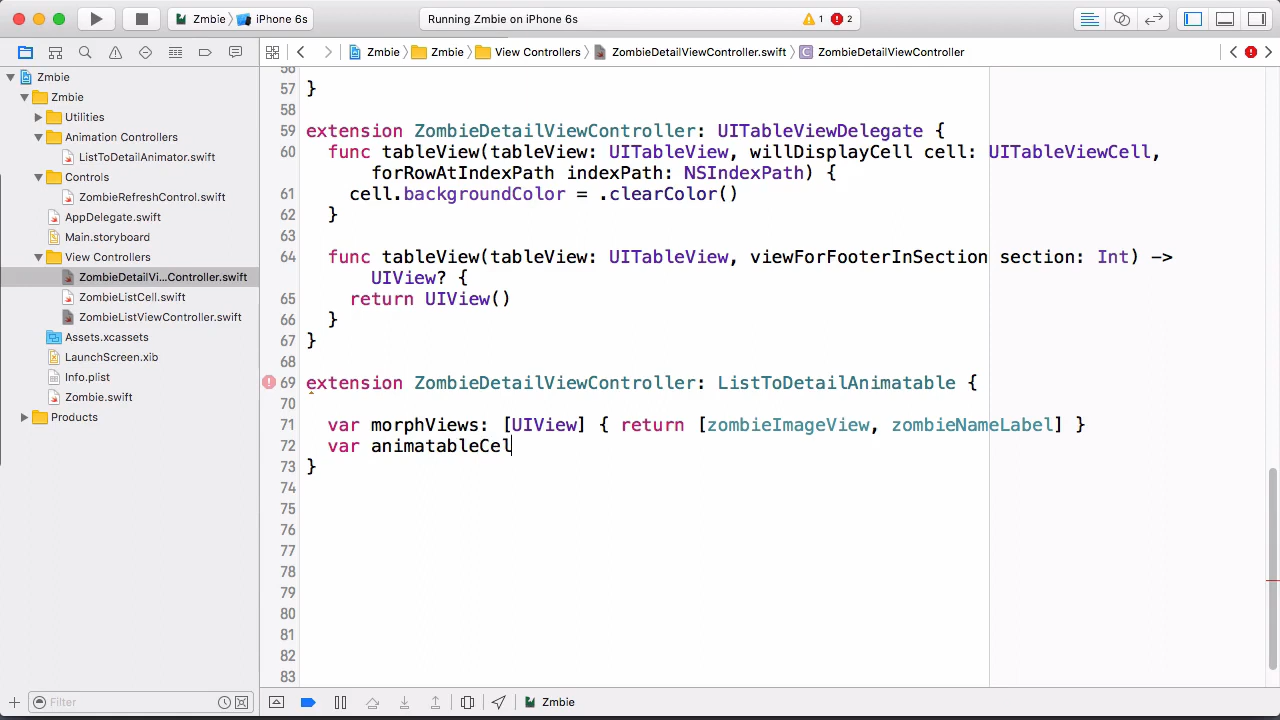 Zmbie
iPhone 6s
Running Zmbie on iPhone 6s
1
2
Zmbie
Zmbie
View Controllers
ZombieDetailViewController.swift
ZombieDetailViewController
Zmbie
Zmbie
Utilities
Animation Controllers
ListToDetailAnimator.swift
Controls
ZombieRefreshControl.swift
AppDelegate.swift
Main.storyboard
View Controllers
ZombieDetailVi...Controller.swift
ZombieListCell.swift
ZombieListViewController.swift
Assets.xcassets
LaunchScreen.xib
Info.plist
Zombie.swift
Products
Filter
56
57 }
58
59 extension ZombieDetailViewController: UITableViewDelegate {
60 func tableView(tableView: UITableView, willDisplayCell cell: UITableViewCell,
forRowAtIndexPath indexPath: NSIndexPath) {
61 cell.backgroundColor = .clearColor()
62 }
63
64 func tableView(tableView: UITableView, viewForFooterInSection section: Int) ->
UIView? {
65 return UIView()
66 }
67 }
68
69 extension ZombieDetailViewController: ListToDetailAnimatable {
70
71 var morphViews: [UIView] { return [zombieImageView, zombieNameLabel] }
72 var animatableCel
73 }
74
75
76
77
78
79
80
81
82
83
Zmbie